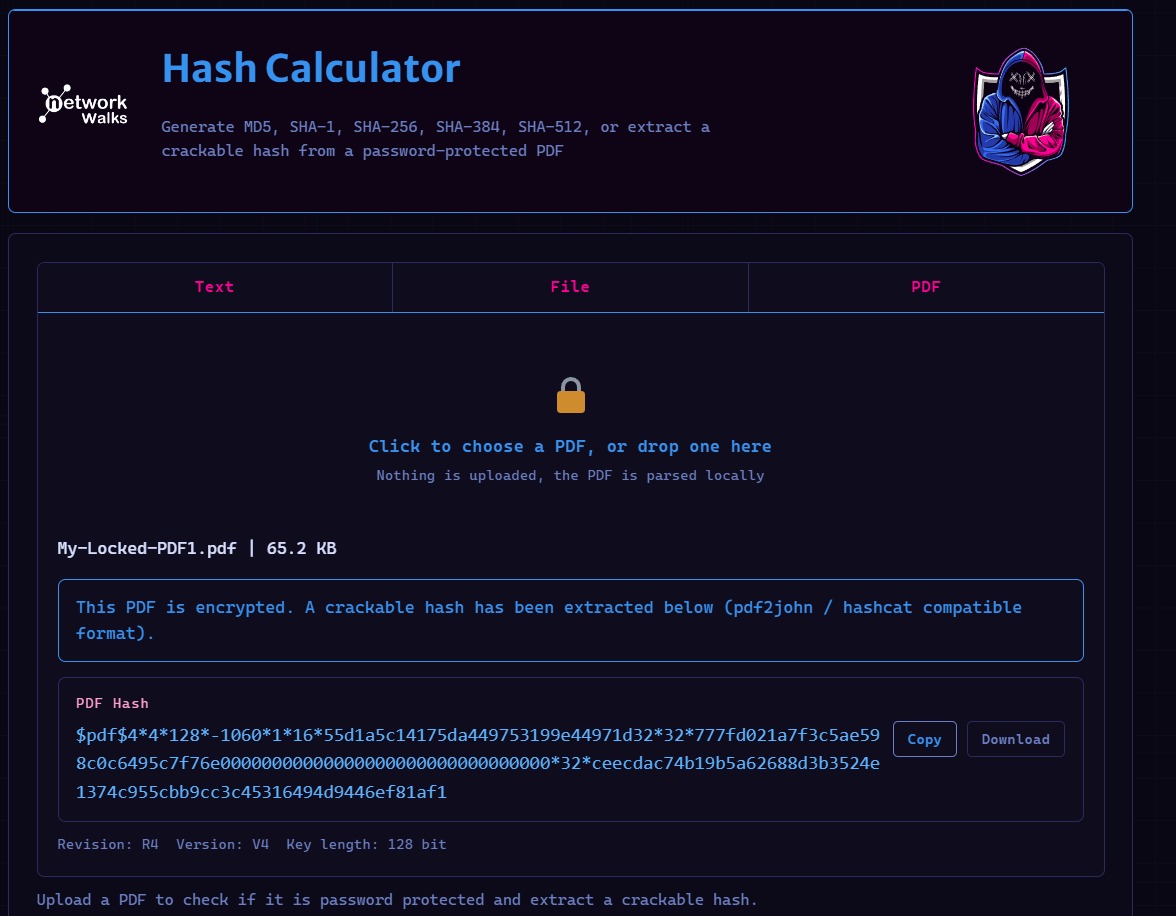 network
Walks
Hash Calculator
Generate MD5, SHA-1, SHA-256, SHA-384, SHA-512, or extract a
crackable hash from a password-protected PDF
Text
File
PDF
Click to choose a PDF, or drop one here
Nothing is uploaded, the PDF is parsed locally
My-Locked-PDF1.pdf | 65.2 KB
This PDF is encrypted. A crackable hash has been extracted below (pdf2john / hashcat compatible
format).
PDF Hash
$pdf$4*4*128*-1060*1*16*55d1a5c14175da449753199e44971d32*32*777fd021a7f3c5ae59
8c0c6495c7f76e00000000000000000000000000000000*32*ceecdac74b19b5a62688d3b3524e
1374c955cbb9cc3c45316494d9446ef81af1
Copy
Download
Revision: R4 Version: V4 Key length: 128 bit
Upload a PDF to check if it is password protected and extract a crackable hash.